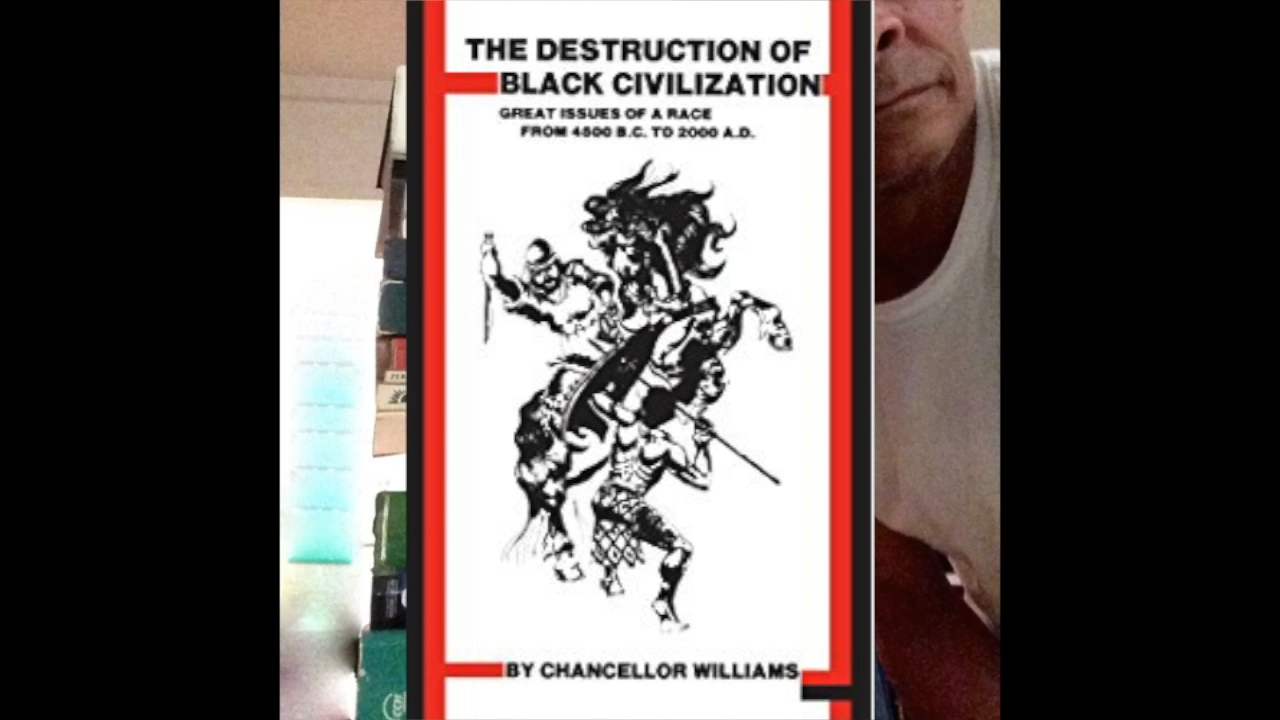 THE DESTRUCTION OF
BLACK CIVILIZATION
GREAT ISSUES OF A RACE
FROM 4500 B.C. TO 2000 A.D.
BY CHANCELLOR WILLIAMS